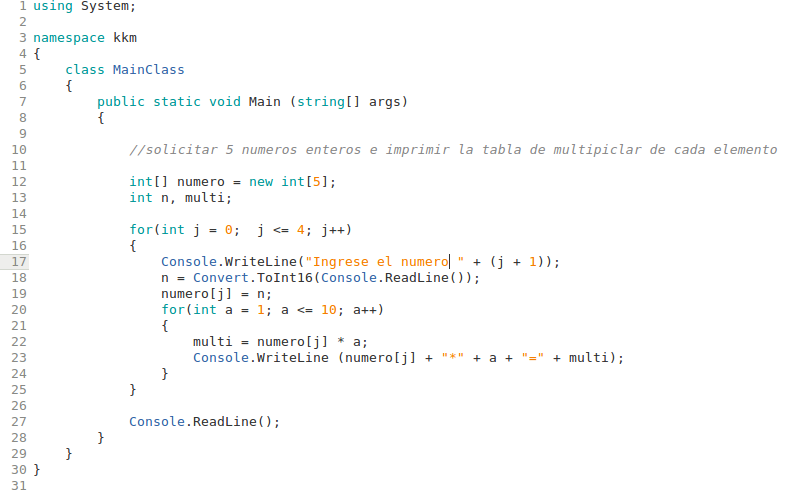 1 using System;
2
3 namespace kkm
4 {
5     class MainClass
6     {
7         public static void Main (string[] args)
8         {
9
10             //solicitar 5 numeros enteros e imprimir la tabla de multipiclar de cada elemento
11
12             int[] numero = new int[5];
13             int n, multi;
14
15             for(int j = 0;  j <= 4; j++)
16             {
17                 Console.WriteLine("Ingrese el numero " + (j + 1));
18                 n = Convert.ToInt16(Console.ReadLine());
19                 numero[j] = n;
20                 for(int a = 1; a <= 10; a++)
21                 {
22                     multi = numero[j] * a;
23                     Console.WriteLine (numero[j] + "*" + a + "=" + multi);
24                 }
25             }
26
27             Console.ReadLine();
28         }
29     }
30 }
31